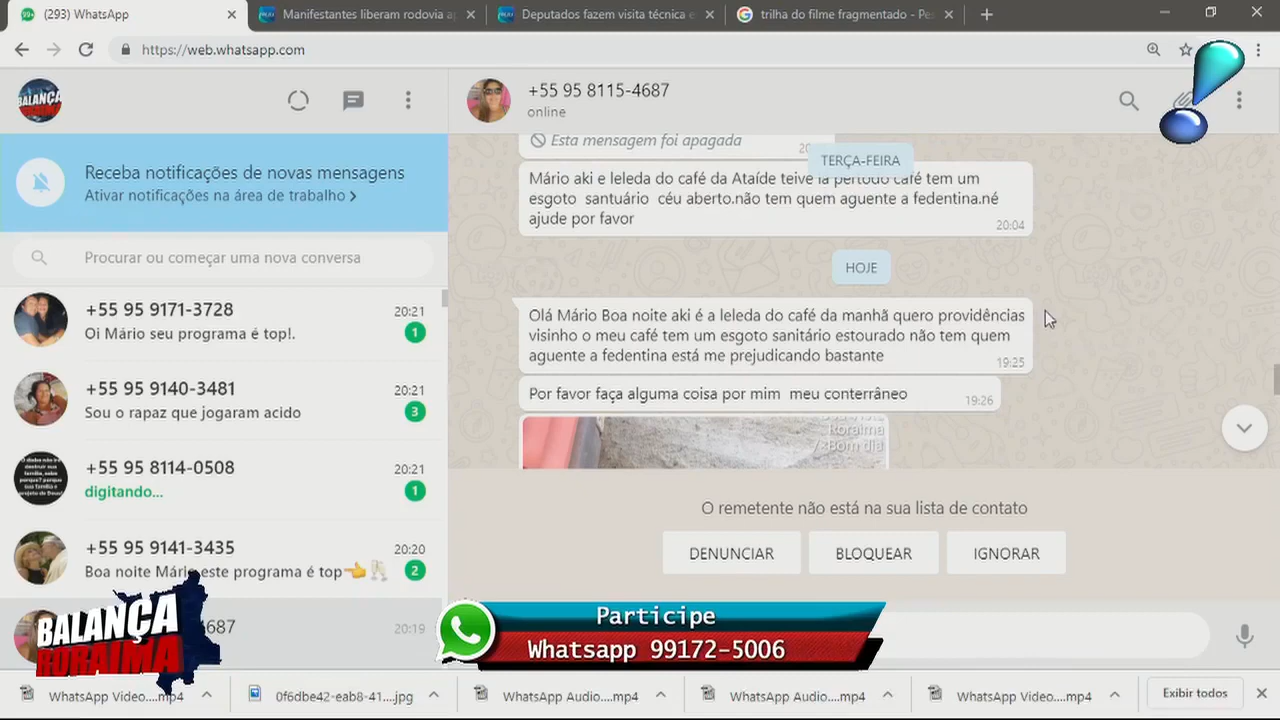 (293) WhatsApp
Manifestantes liberam rodovia a
Deputados fazem visita técnica e
trilha do filme fragmentado - Pes
https://web.whatsapp.com
BALANÇA
RORAIMA
+55 95 8115-4687
online
Receba notificações de novas mensagens
Ativar notificações na área de trabalho
Procurar ou começar uma nova conversa
+55 95 9171-3728
20:21
Oi Mário seu programa é top!.
1
+55 95 9140-3481
20:21
Sou o rapaz que jogaram acido
3
+55 95 8114-0508
20:21
digitando...
1
+55 95 9141-3435
20:20
Boa noite Mário este programa é top👈🥂
2
4687
20:19
Esta mensagem foi apagada
20
TERÇA-FEIRA
Mário aki e leleda do café da Ataíde teive la pertodo café tem um
esgoto santuário céu aberto.não tem quem aguente a fedentina.né
ajude por favor
20:04
HOJE
Olá Mário Boa noite aki é a leleda do café da manhã quero providências
visinho o meu café tem um esgoto sanitário estourado não tem quem
aguente a fedentina está me prejudicando bastante
19:25
Por favor faça alguma coisa por mim meu conterrâneo
19:26
Roraima
/×Bom dia
O remetente não está na sua lista de contato
DENUNCIAR
BLOQUEAR
IGNORAR
BALANÇA
RORAIMA
Participe
Whatsapp 99172-5006
WhatsApp Video....mp4
0f6dbe42-eab8-41....jpg
WhatsApp Audio....mp4
WhatsApp Audio....mp4
WhatsApp Video....mp4
Exibir todos